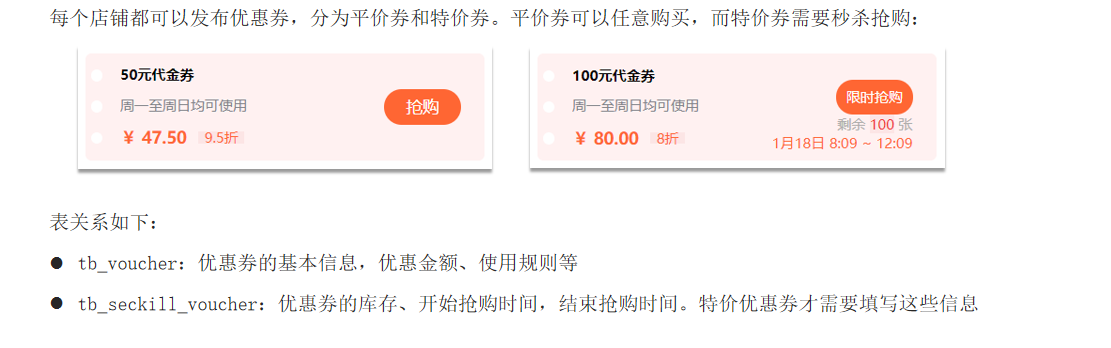 每个店铺都可以发布优惠券，分为平价券和特价券。平价券可以任意购买，而特价券需要秒杀抢购：
50元代金券
周一至周日均可使用
￥ 47.50 9.5折
抢购
100元代金券
周一至周日均可使用
￥ 80.00 8折
限时抢购
剩余 100 张
1月18日 8:09 ~ 12:09
表关系如下：
● tb_voucher：优惠券的基本信息，优惠金额、使用规则等
● tb_seckill_voucher：优惠券的库存、开始抢购时间，结束抢购时间。特价优惠券才需要填写这些信息